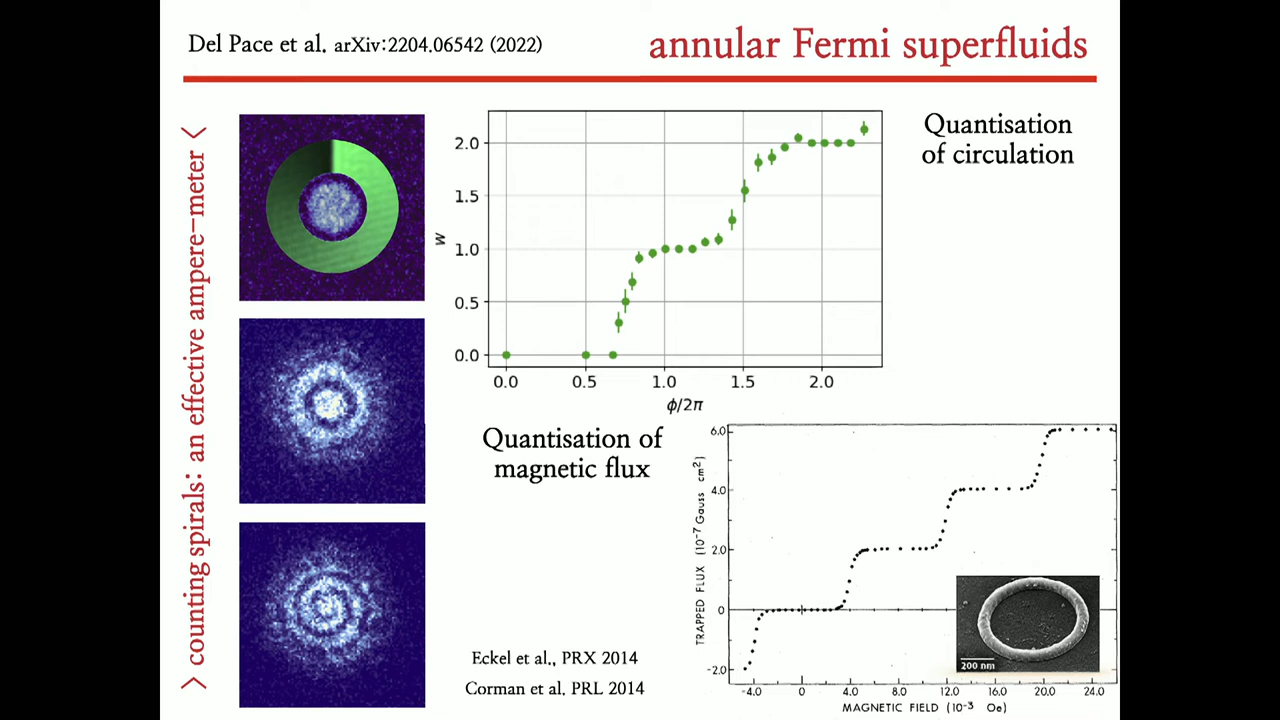 Del Pace et al. arXiv:2204.06542 (2022)
annular Fermi superfluids
> counting spirals: an effective ampere-meter <
2.0
1.5
1.0
0.5
0.0
w
0.0 0.5 1.0 1.5 2.0
ϕ/2π
Quantisation
of circulation
Quantisation of
magnetic flux
6.0
4.0
2.0
0
-2.0
TRAPPED FLUX (10⁻⁷ Gauss cm²)
-4.0 0 4.0 8.0 12.0 16.0 20.0 24.0
MAGNETIC FIELD (10⁻³ Oe)
200 nm
Eckel et al., PRX 2014
Corman et al. PRL 2014